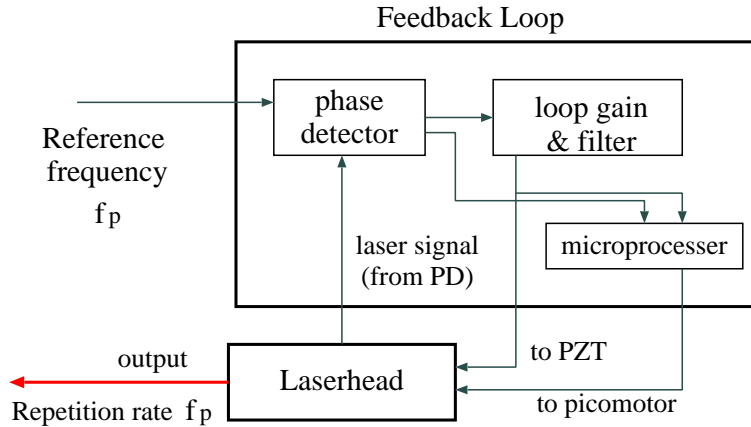 Feedback Loop
phase
detector
loop gain
& filter
Reference
frequency
fp
laser signal
(from PD)
microprocesser
to PZT
output
Laserhead
Repetition rate fp
to picomotor